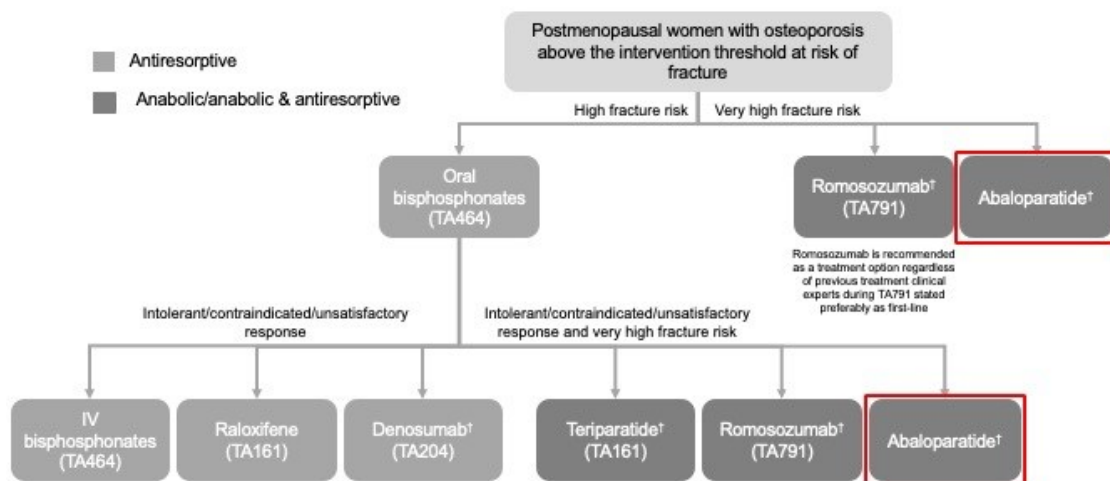 Postmenopausal women with osteoporosis
above the intervention threshold at risk of
fracture
Antiresorptive
Anabolic/anabolic & antiresorptive
High fracture risk
Very high fracture risk
Oral
bisphosphonates
(TA464)
Romosozumab†
(TA791)
Abaloparatide†
Romosozumab is recommended
as a treatment option regardless
of previous treatment clinical
experts during TA791 stated
preferably as first-line
Intolerant/contraindicated/unsatisfactory
response
Intolerant/contraindicated/unsatisfactory
response and very high fracture risk
IV
bisphosphonates
(TA464)
Raloxifene
(TA161)
Denosumab†
(TA204)
Teriparatide†
(TA161)
Romosozumab†
(TA791)
Abaloparatide†